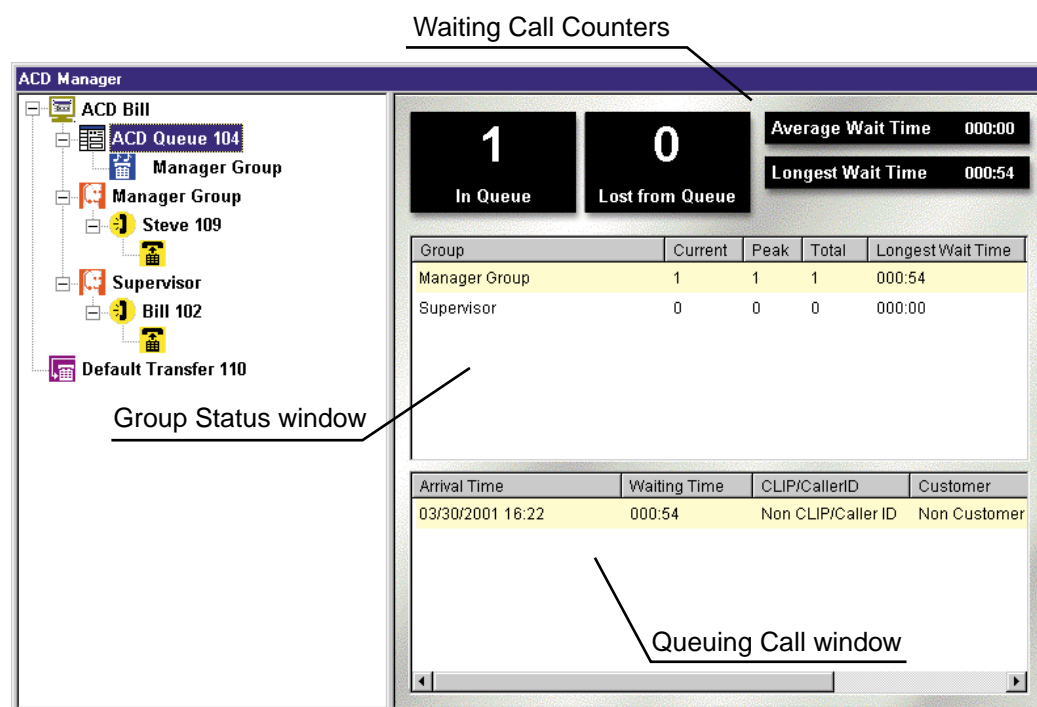 Waiting Call Counters
ACD Manager
ACD Bill
ACD Queue 104
Manager Group
Manager Group
Steve 109
Supervisor
Bill 102
Default Transfer 110
Group Status window
1
In Queue
0
Lost from Queue
Average Wait Time 000:00
Longest Wait Time 000:54
Group Current Peak Total Longest Wait Time
Manager Group 1 1 1 000:54
Supervisor 0 0 0 000:00
Arrival Time Waiting Time CLIP/CallerID Customer
03/30/2001 16:22 000:54 Non CLIP/Caller ID Non Customer
Queuing Call window